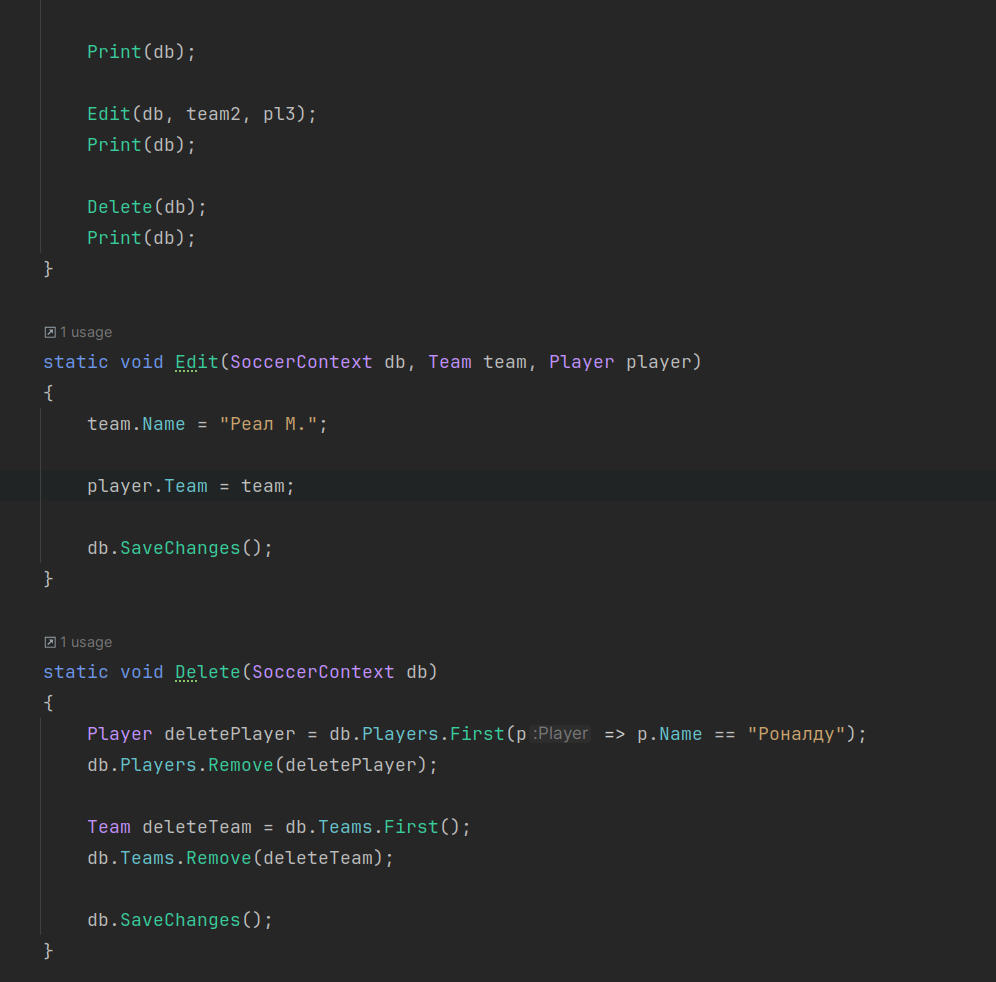 Print(db);
Edit(db, team2, pl3);
Print(db);
Delete(db);
Print(db);
}
1 usage
static void Edit(SoccerContext db, Team team, Player player)
{
team.Name = "Реал М.";
player.Team = team;
db.SaveChanges();
}
1 usage
static void Delete(SoccerContext db)
{
Player deletePlayer = db.Players.First(p :Player => p.Name == "Роналду");
db.Players.Remove(deletePlayer);
Team deleteTeam = db.Teams.First();
db.Teams.Remove(deleteTeam);
db.SaveChanges();
}